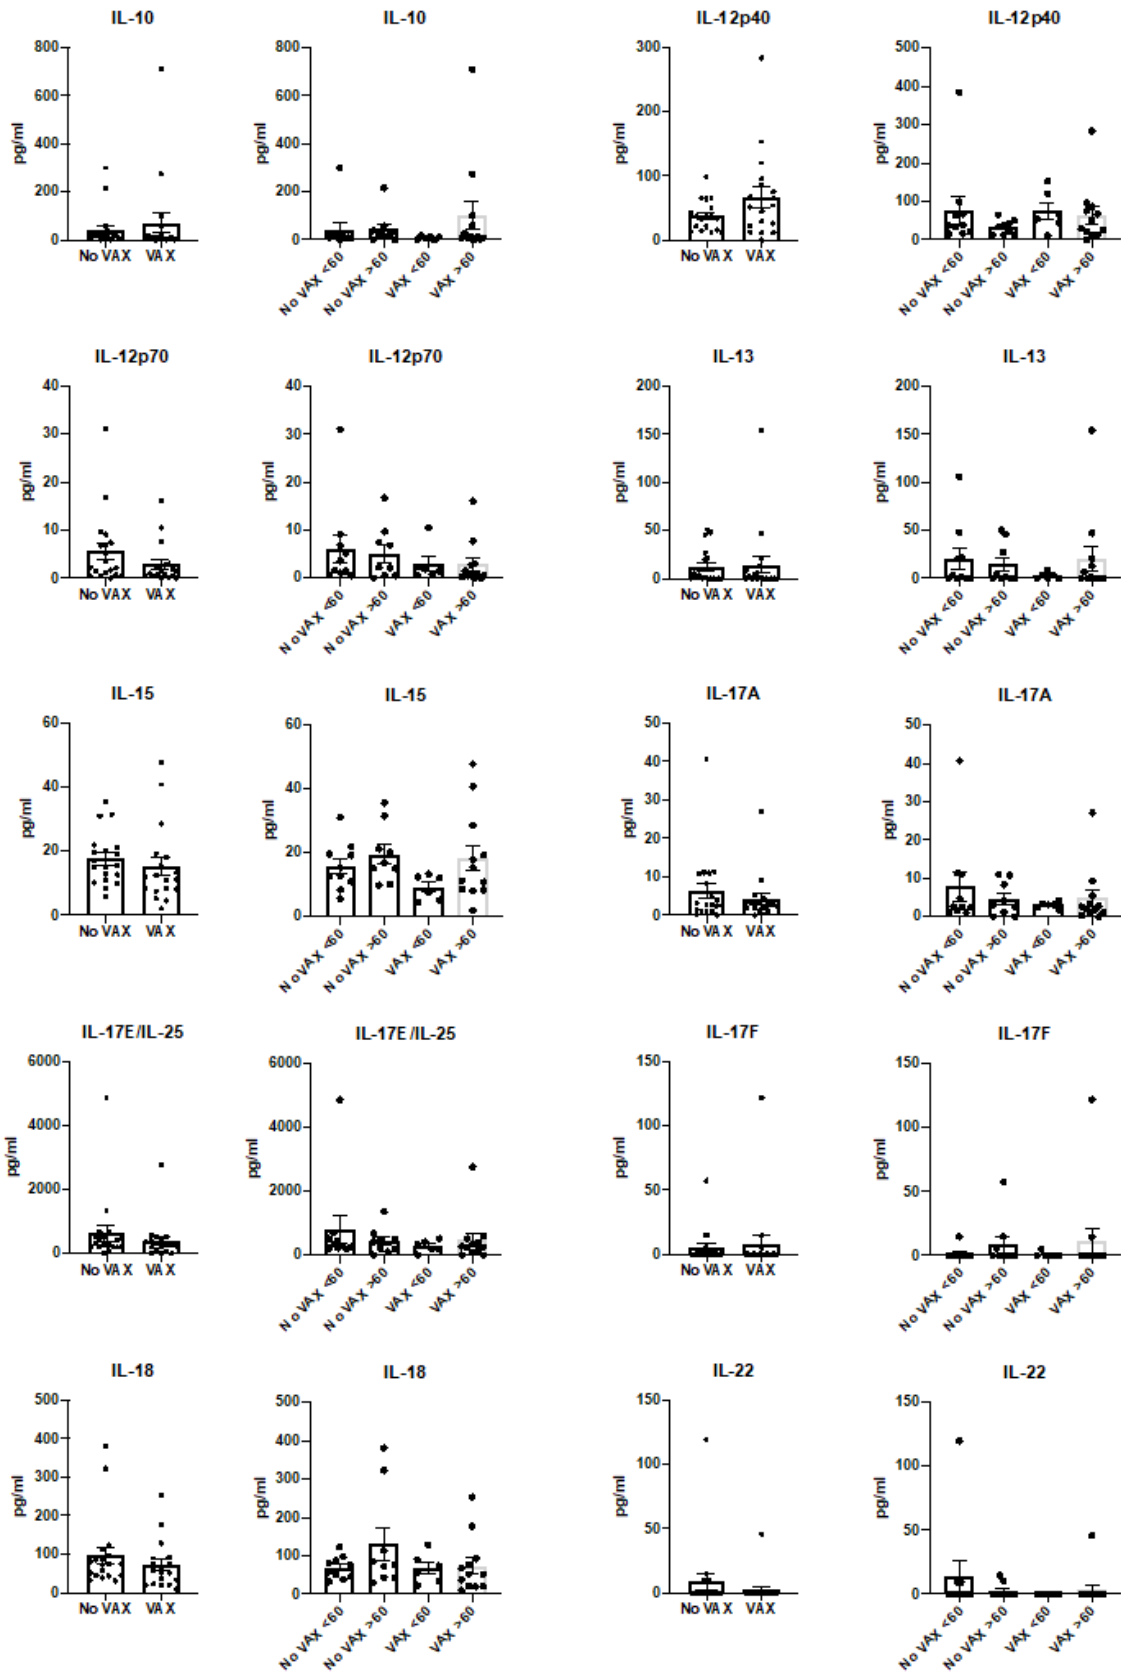 IL-10 IL-10 IL-12p40 IL-12p40
800 800 300 500
600 600 200 400
400 400 100 300
200 200 0 200
0 0 100
0
pg/ml pg/ml pg/ml pg/ml
No VAX VAX No VAX <60 No VAX >60 VAX <60 VAX >60 No VAX VAX No VAX <60 No VAX >60 VAX <60 VAX >60
IL-12p70 IL-12p70 IL-13 IL-13
40 40 200 200
30 30 150 150
20 20 100 100
10 10 50 50
0 0 0 0
pg/ml pg/ml pg/ml pg/ml
No VAX VAX No VAX <60 No VAX >60 VAX <60 VAX >60 No VAX VAX No VAX <60 No VAX >60 VAX <60 VAX >60
IL-15 IL-15 IL-17A IL-17A
60 60 50 50
40 40 40 40
20 20 30 30
0 0 20 20
10 10
0 0
pg/ml pg/ml pg/ml pg/ml
No VAX VAX No VAX <60 No VAX >60 VAX <60 VAX >60 No VAX VAX No VAX <60 No VAX >60 VAX <60 VAX >60
IL-17E/IL-25 IL-17E/IL-25 IL-17F IL-17F
6000 6000 150 150
4000 4000 100 100
2000 2000 50 50
0 0 0 0
pg/ml pg/ml pg/ml pg/ml
No VAX VAX No VAX <60 No VAX >60 VAX <60 VAX >60 No VAX VAX No VAX <60 No VAX >60 VAX <60 VAX >60
IL-18 IL-18 IL-22 IL-22
500 500 150 150
400 400 100 100
300 300 50 50
200 200 0 0
100 100
0 0
pg/ml pg/ml pg/ml pg/ml
No VAX VAX No VAX <60 No VAX >60 VAX <60 VAX >60 No VAX VAX No VAX <60 No VAX >60 VAX <60 VAX >60